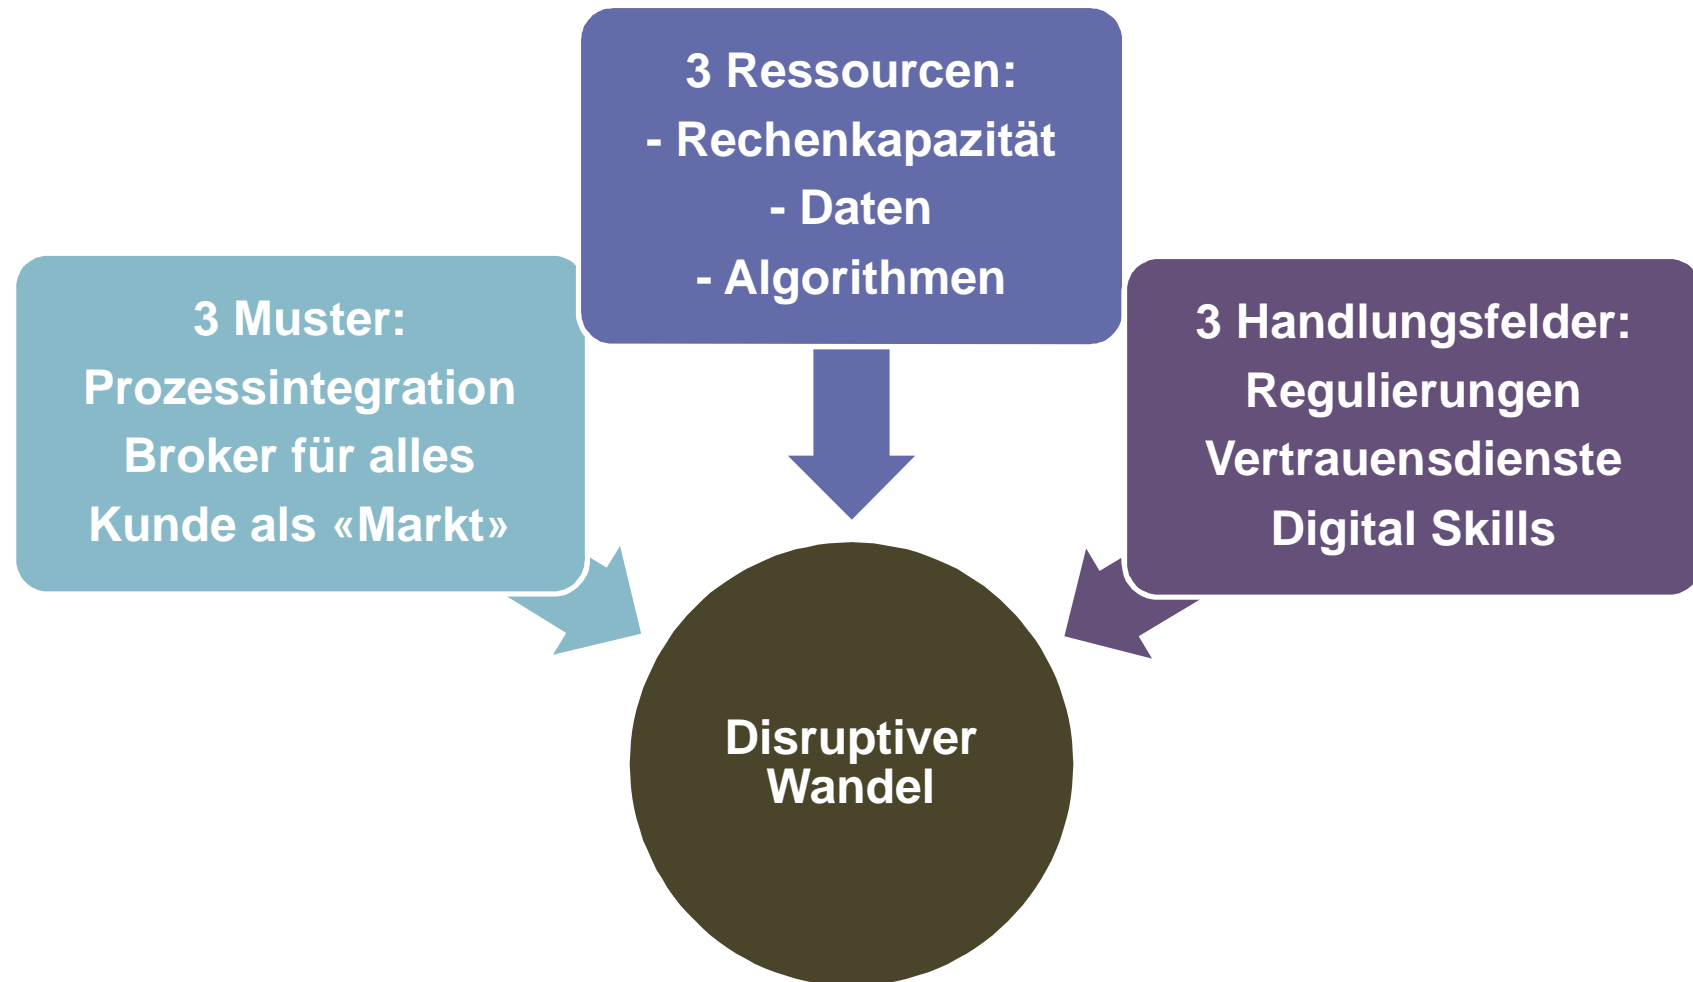 3 Ressourcen:
- Rechenkapazität
- Daten
- Algorithmen
3 Muster:
Prozessintegration
Broker für alles
Kunde als «Markt»
3 Handlungsfelder:
Regulierungen
Vertrauensdienste
Digital Skills
Disruptiver
Wandel